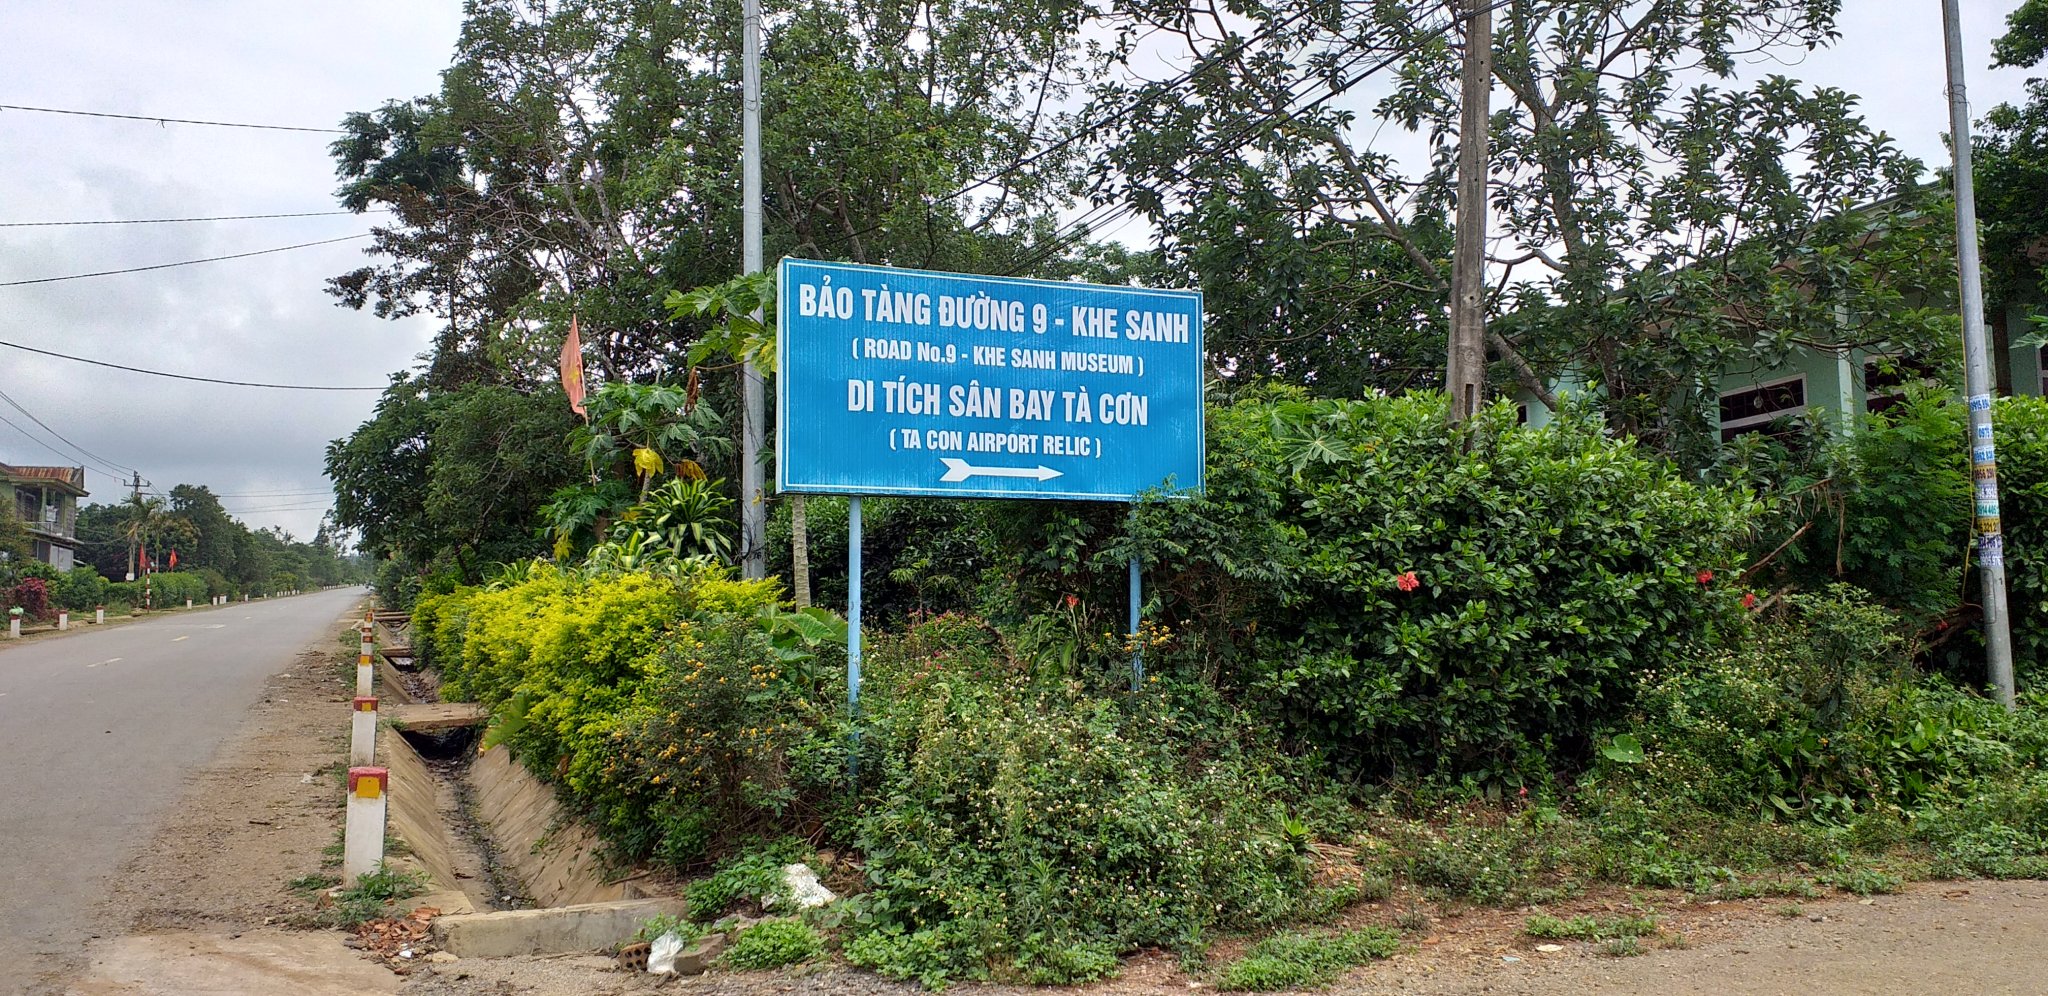 BẢO TÀNG ĐƯỜNG 9 - KHE SANH
( ROAD No.9 - KHE SANH MUSEUM )
DI TÍCH SÂN BAY TÀ CƠN
( TA CON AIRPORT RELIC )